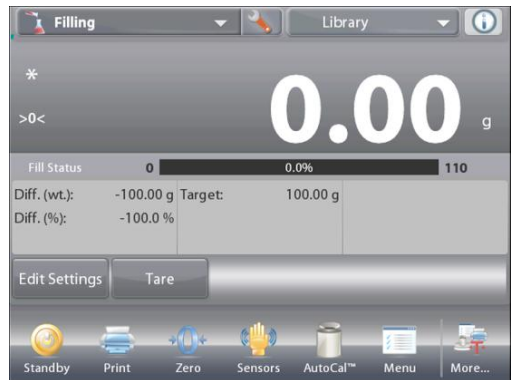 Filling Library
*
>0<
0.00 g
Fill Status 0 0.0% 110
Diff. (wt.): -100.00 g Target: 100.00 g
Diff. (%): -100.0 %
Edit Settings Tare
Standby Print Zero Sensors AutoCal™ Menu More...